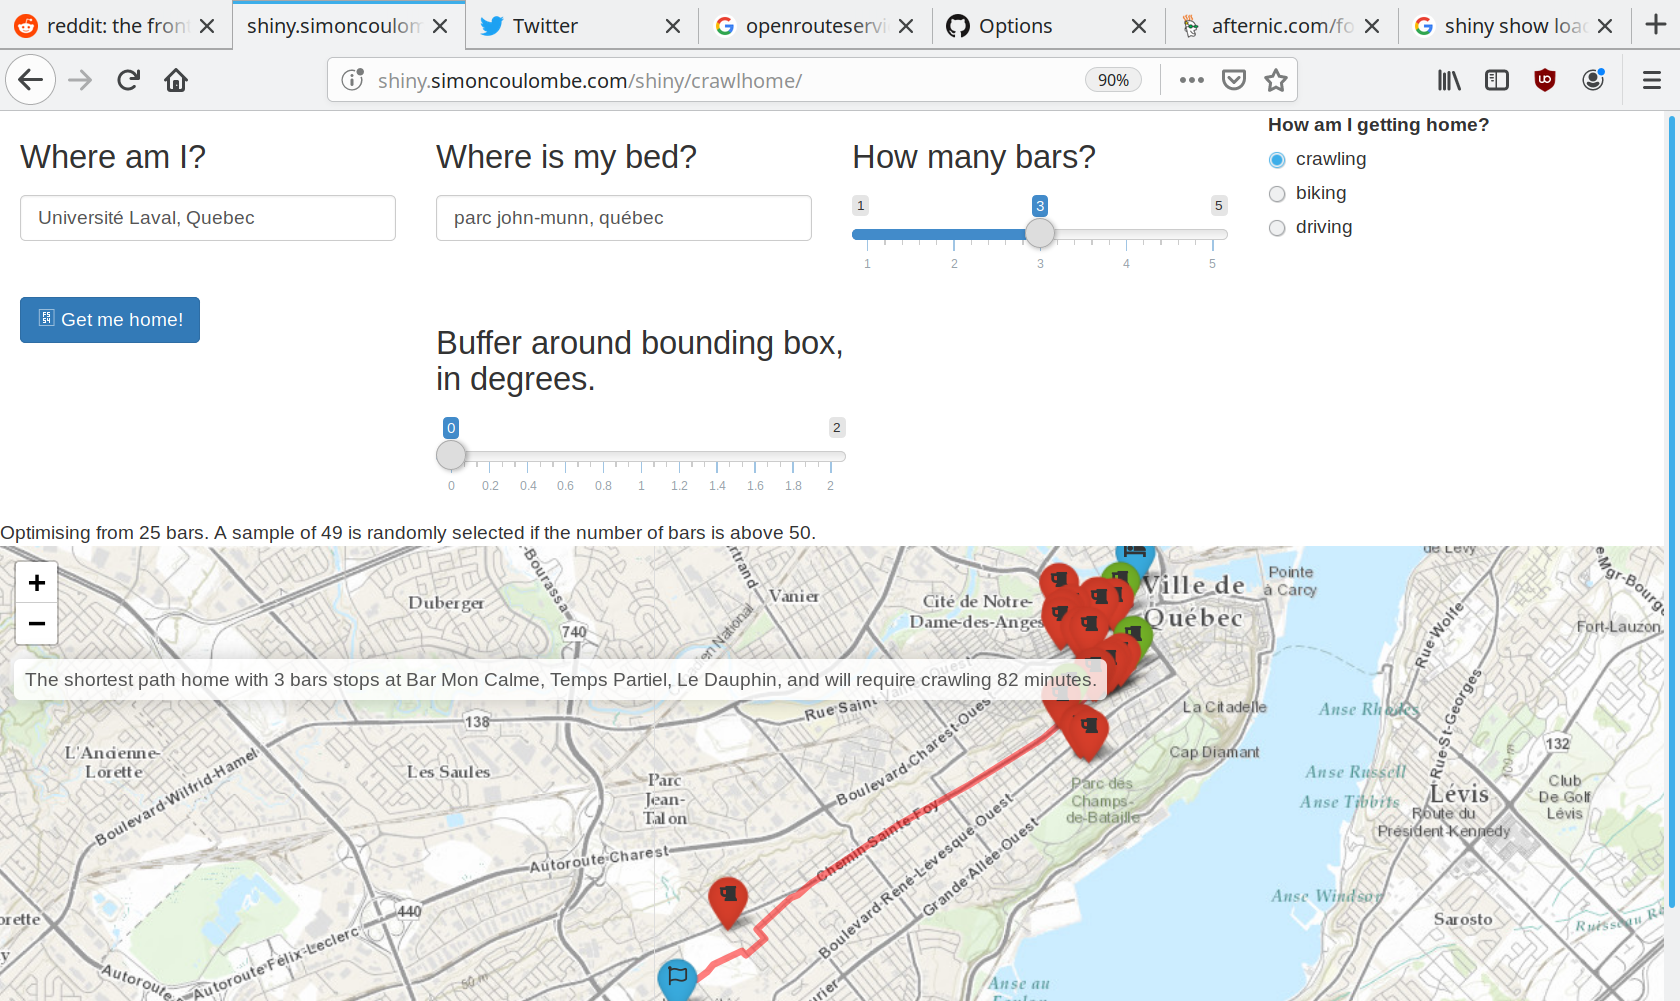 reddit: the front
shiny.simoncoulom
Twitter
openrouteservi
Options
afternic.com/fo
shiny show load
shiny.simoncoulombe.com/shiny/crawlhome/
90%
Where am I?
Université Laval, Quebec
Where is my bed?
parc john-munn, québec
How many bars?
1
3
5
1 2 3 4 5
How am I getting home?
crawling
biking
driving
Get me home!
Buffer around bounding box,
in degrees.
0
2
0 0.2 0.4 0.6 0.8 1 1.2 1.4 1.6 1.8 2
Optimising from 25 bars. A sample of 49 is randomly selected if the number of bars is above 50.
+
−
Duberger
Vanier
740
Cité de Notre-
Dame-des-Anges
Ville de
Québec
Pointe
à Carcy
Rue Wolfe
Fort-Lauzon
The shortest path home with 3 bars stops at Bar Mon Calme, Temps Partiel, Le Dauphin, and will require crawling 82 minutes.
138
Rue Saint
La Citadelle
Anse Rhodes
Rue St-Georges
Cap Diamant
132
100 m
L'Ancienne-
Lorette
Boulevard Wilfrid-Hamel
Les Saules
Parc
Jean-
Talon
Boulevard-Charest-Ouest
Parc des
Champs-
de-Bataille
Anse Russell
Anse Tibbits
Lévis
Route du
Président-Kennedy
Club
De Golf
Lévis
Autoroute Charest
Chemin Sainte-Foy
Boulevard-René-Lévesque Ouest
Grande Allée Ouest
440
Autoroute-Félix-Leclerc
50 m
Anse Windsor
Sarosto
Anse au